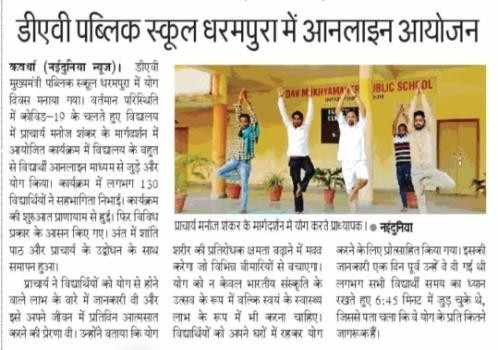 डीएवी पब्लिक स्कूल धरमपुरा में आनलाइन आयोजन
कवर्धा (नईदुनिया न्यूज)। डीएवी
मुख्यमंत्री पब्लिक स्कूल धरमपुरा में योग
दिवस मनाया गया। वर्तमान परिस्थिति
में कोविड-19 के चलते हुए विद्यालय
में प्राचार्य मनोज शंकर के मार्गदर्शन में
आयोजित कार्यक्रम में विद्यालय के बहुत
से विद्यार्थी आनलाइन माध्यम से जुड़े और
योग किया। कार्यक्रम में लगभग 130
विद्यार्थियों ने सहभागिता निभाई। कार्यक्रम
की शुरुआत प्राणायाम से हुई। फिर विविध
प्रकार के आसन किए गए। अंत में शांति
पाठ और प्राचार्य के उद्बोधन के साथ
समापन हुआ।
प्राचार्य ने विद्यार्थियों को योग से होने
वाले लाभ के बारे में जानकारी दी और
इसे अपने जीवन में प्रतिदिन आत्मसात
करने की प्रेरणा दी। उन्होंने बताया कि योग
DAV MUKHYAMANTRI PUBLIC SCHOOL
प्राचार्य मनोज शंकर के मार्गदर्शन में योग करते प्राध्यापक। ● नईदुनिया
शरीर की प्रतिरोधक क्षमता बढ़ाने में मदद
करेगा जो विभिन्न बीमारियों से बचाएगा।
योग को न केवल भारतीय संस्कृति के
उत्सव के रूप में बल्कि स्वयं के स्वास्थ्य
लाभ के रूप में भी करना चाहिए।
विद्यार्थियों को अपने घरों में रहकर योग
करने के लिए प्रोत्साहित किया गया। इसकी
जानकारी एक दिन पूर्व उन्हें दे दी गई थी
लगभग सभी विद्यार्थी समय का ध्यान
रखते हुए 6:45 मिनट में जुड़ चुके थे,
जिससे पता चला कि वे योग के प्रति कितने
जागरूक हैं।